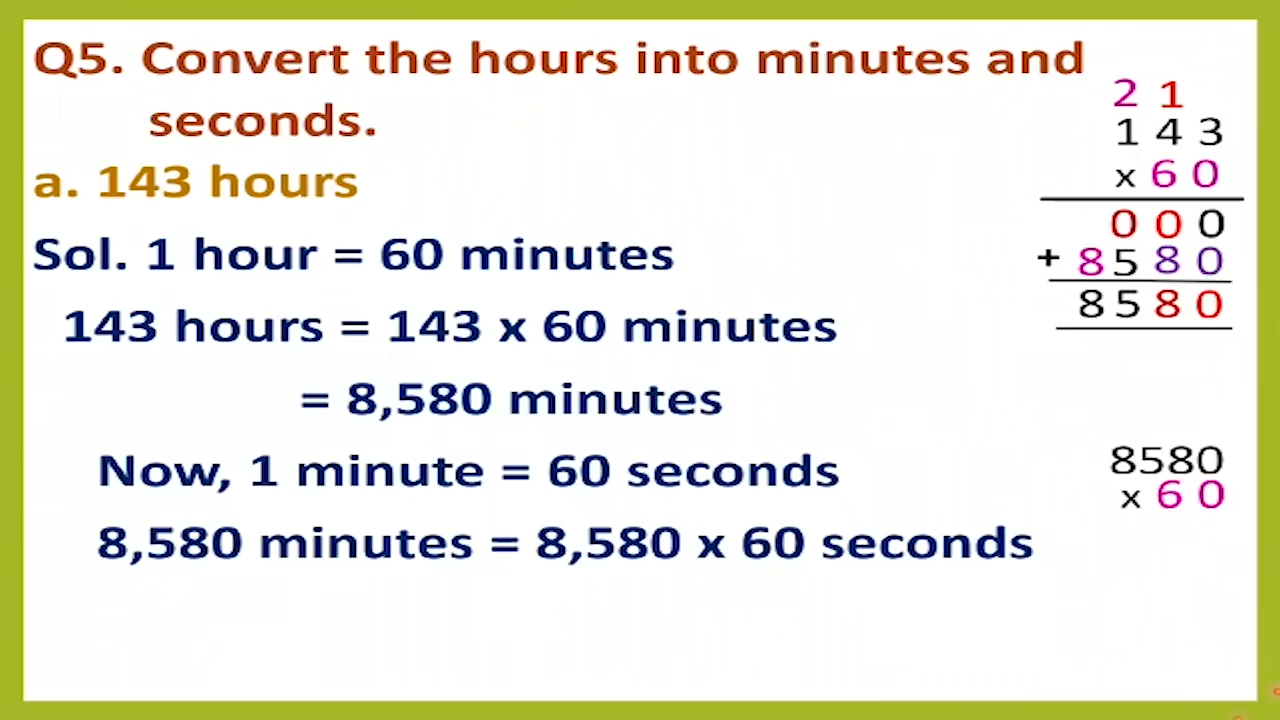 Q5. Convert the hours into minutes and
seconds.
a. 143 hours
Sol. 1 hour = 60 minutes
143 hours = 143 x 60 minutes
= 8,580 minutes
Now, 1 minute = 60 seconds
8,580 minutes = 8,580 x 60 seconds
2 1
1 4 3
x 6 0
0 0 0
+ 8 5 8 0
8 5 8 0
8580
x 6 0